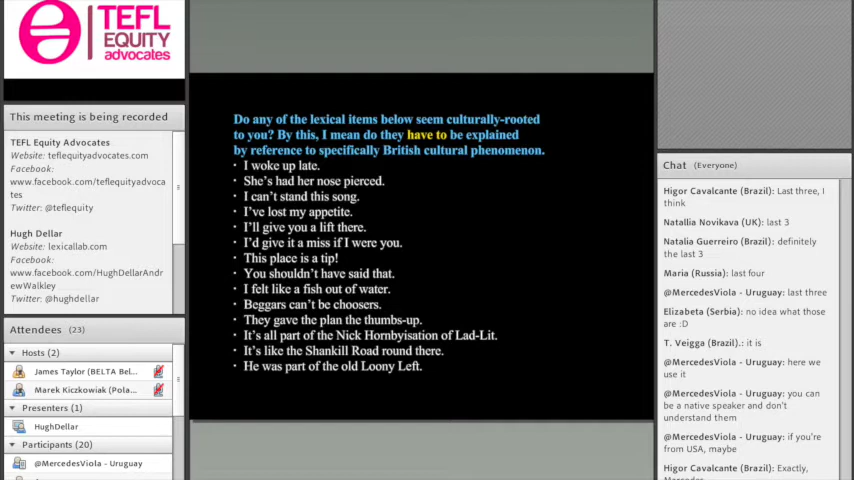 TEFL
EQUITY
advocates
This meeting is being recorded
TEFL Equity Advocates
Website: teflequityadvocates.com
Facebook:
www.facebook.com/teflequityadvoca
tes
Twitter: @teflequity
Hugh Dellar
Website: lexicallab.com
Facebook:
www.facebook.com/HughDellarAndr
ewWalkley
Twitter: @hughdellar
Attendees (23)
Hosts (2)
James Taylor (BELTA Bel...
Marek Kiczkowiak (Pola...
Presenters (1)
HughDellar
Participants (20)
@MercedesViola - Uruguay
Do any of the lexical items below seem culturally-rooted
to you? By this, I mean do they have to be explained
by reference to specifically British cultural phenomenon.
• I woke up late.
• She's had her nose pierced.
• I can't stand this song.
• I've lost my appetite.
• I'll give you a lift there.
• I'd give it a miss if I were you.
• This place is a tip!
• You shouldn't have said that.
• I felt like a fish out of water.
• Beggars can't be choosers.
• They gave the plan the thumbs-up.
• It's all part of the Nick Hornbyisation of Lad-Lit.
• It's like the Shankill Road round there.
• He was part of the old Loony Left.
Chat (Everyone)
Higor Cavalcante (Brazil): Last three, I
think
Natallia Novikava (UK): last 3
Natalia Guerreiro (Brazil): definitely
the last 3
Maria (Russia): last four
@MercedesViola - Uruguay: last three
Elizabeta (Serbia): no idea what those
are :D
T. Veigga (Brazil).: it is
@MercedesViola - Uruguay: here we
use it
@MercedesViola - Uruguay: you can
be a native speaker and don't
understand them
@MercedesViola - Uruguay: if you're
from USA, maybe
Higor Cavalcante (Brazil): Exactly,